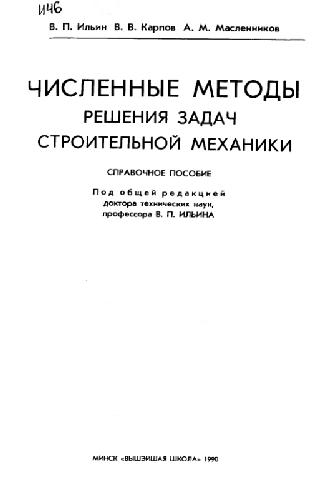 И46
В. П. Ильин В. В. Карпов А. М. Масленников
ЧИСЛЕННЫЕ МЕТОДЫ
РЕШЕНИЯ ЗАДАЧ
СТРОИТЕЛЬНОЙ МЕХАНИКИ
СПРАВОЧНОЕ ПОСОБИЕ
Под общей редакцией
доктора технических наук,
профессора В. П. ИЛЬИНА
МИНСК «ВЫШЭЙШАЯ ШКОЛА» 1990